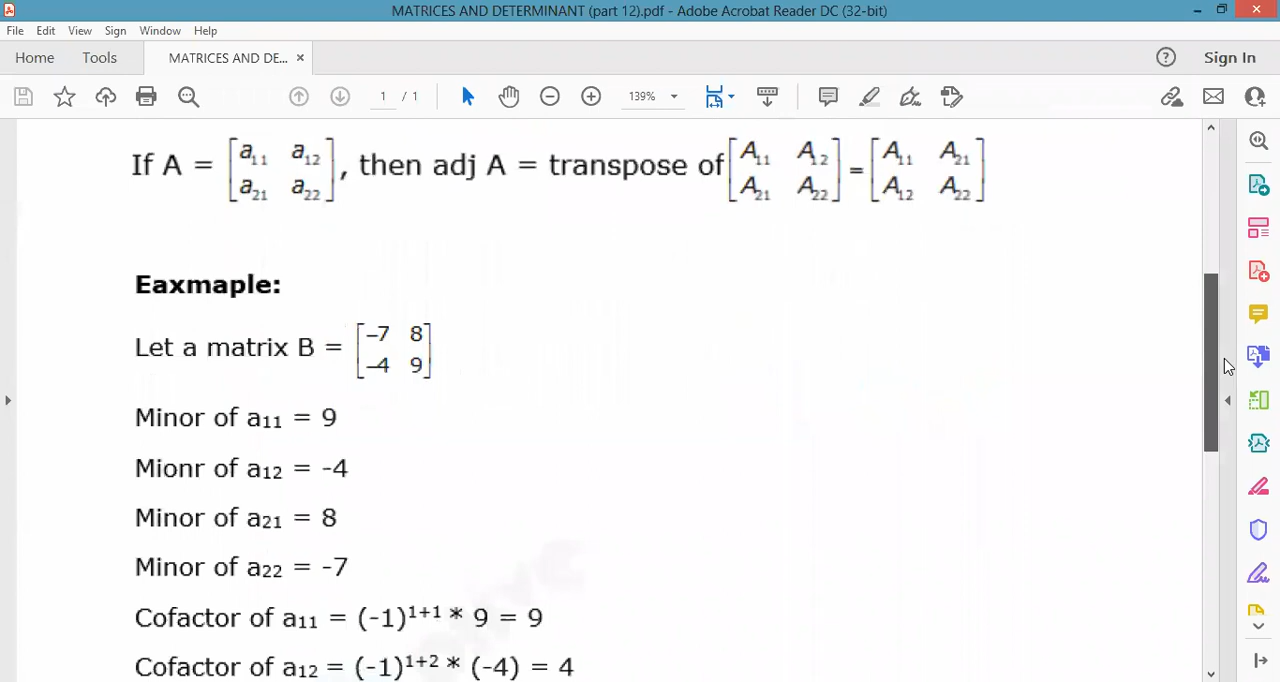 MATRICES AND DETERMINANT (part 12).pdf - Adobe Acrobat Reader DC (32-bit)
File Edit View Sign Window Help
Home Tools MATRICES AND DE... × Sign In
1 / 1 139%
If A = [a11 a12; a21 a22], then adj A = transpose of [A11 A12; A21 A22] = [A11 A21; A12 A22]
Eaxmaple:
Let a matrix B = [–7 8; –4 9]
Minor of a11 = 9
Mionr of a12 = -4
Minor of a21 = 8
Minor of a22 = -7
Cofactor of a11 = (-1)1+1 * 9 = 9
Cofactor of a12 = (-1)1+2 * (-4) = 4